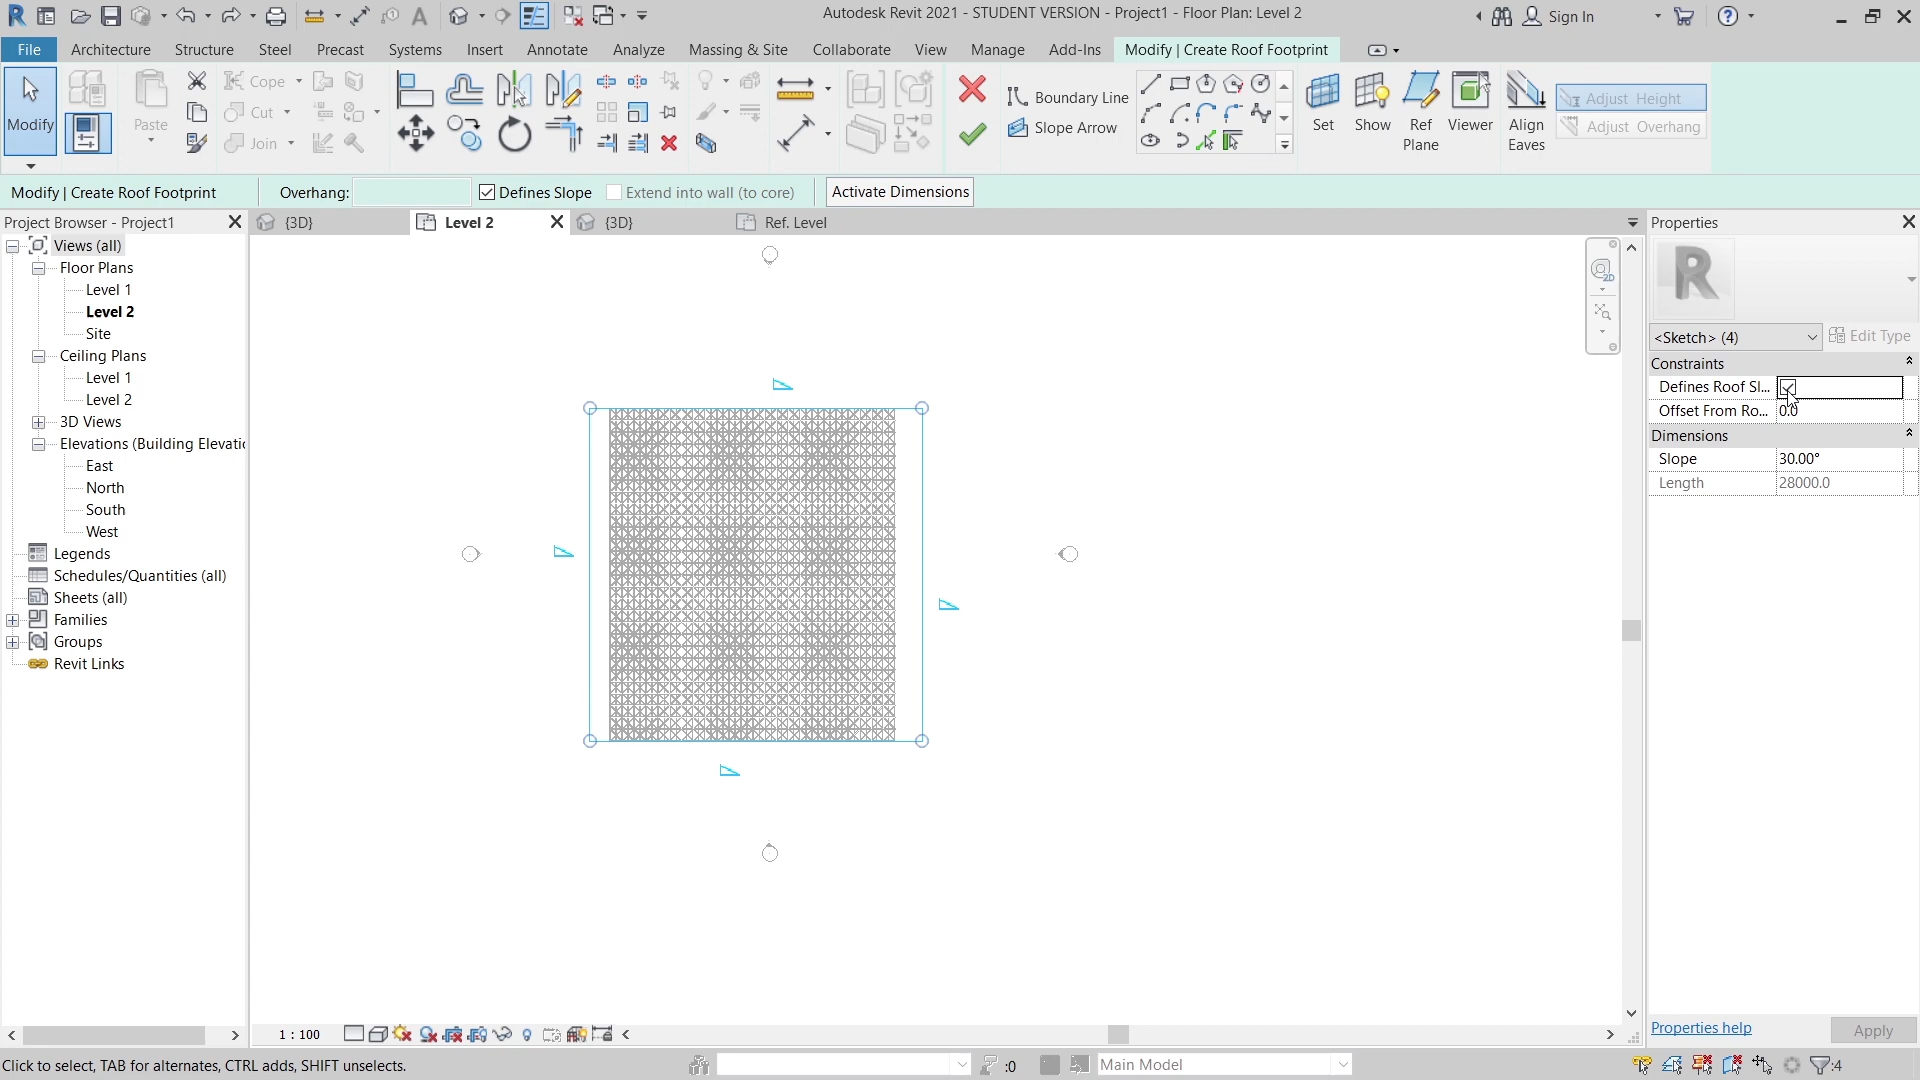 Autodesk Revit 2021 - STUDENT VERSION - Project1 - Floor Plan: Level 2
Sign In
File
Architecture
Structure
Steel
Precast
Systems
Insert
Annotate
Analyze
Massing & Site
Collaborate
View
Manage
Add-Ins
Modify | Create Roof Footprint
Modify
Paste
Cope
Cut
Join
Boundary Line
Slope Arrow
Set
Show
Ref Plane
Viewer
Align Eaves
Adjust Height
Adjust Overhang
Modify | Create Roof Footprint
Overhang:
Defines Slope
Extend into wall (to core)
Activate Dimensions
Project Browser - Project1
{3D}
Level 2
{3D}
Ref. Level
Properties
Views (all)
Floor Plans
Level 1
Level 2
Site
Ceiling Plans
Level 1
Level 2
3D Views
Elevations (Building Elevatio
East
North
South
West
Legends
Schedules/Quantities (all)
Sheets (all)
Families
Groups
Revit Links
2D
R
<Sketch> (4)
Edit Type
Constraints
Defines Roof Sl...
Offset From Ro... 0.0
Dimensions
Slope 30.00°
Length 28000.0
Properties help
Apply
1 : 100
Click to select, TAB for alternates, CTRL adds, SHIFT unselects.
:0
Main Model
:4